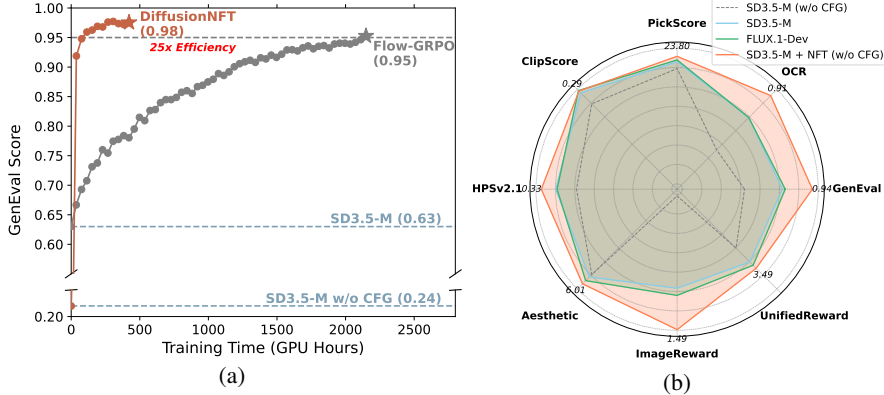 1.00
0.95
0.90
0.85
0.80
0.75
0.70
0.65
0.60
0.20
GenEval Score
DiffusionNFT
(0.98)
25x Efficiency
Flow-GRPO
(0.95)
SD3.5-M (0.63)
SD3.5-M w/o CFG (0.24)
0 500 1000 1500 2000 2500
Training Time (GPU Hours)
(a)
SD3.5-M (w/o CFG)
SD3.5-M
FLUX.1-Dev
SD3.5-M + NFT (w/o CFG)
PickScore
23.80
OCR
0.91
ClipScore
0.29
HPSv2.1
0.33
0.94
GenEval
3.49
UnifiedReward
6.01
Aesthetic
1.49
ImageReward
(b)